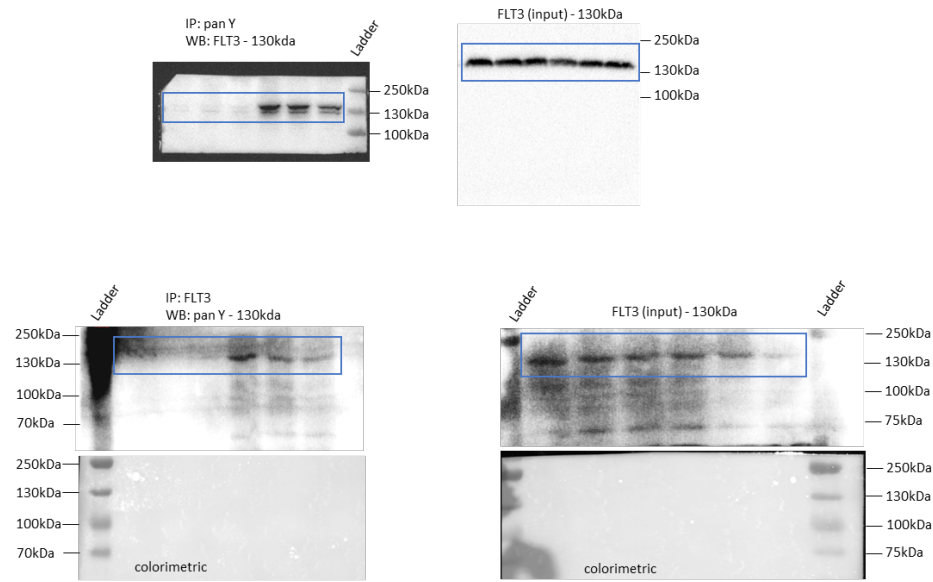 IP: pan Y
WB: FLT3 - 130kda
Ladder
250kDa
130kDa
100kDa
FLT3 (input) - 130kDa
250kDa
130kDa
100kDa
Ladder
IP: FLT3
WB: pan Y - 130kda
250kDa
130kDa
100kDa
70kDa
250kDa
130kDa
100kDa
70kDa
colorimetric
Ladder
FLT3 (input) - 130kDa
Ladder
250kDa
130kDa
100kDa
75kDa
250kDa
130kDa
100kDa
75kDa
colorimetric